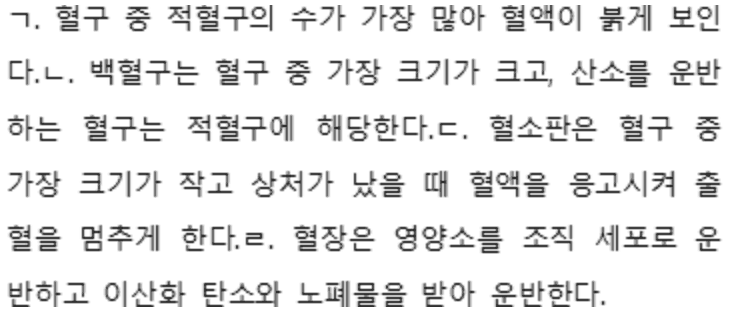 ㄱ. 혈구 중 적혈구의 수가 가장 많아 혈액이 붉게 보인
다.ㄴ. 백혈구는 혈구 중 가장 크기가 크고, 산소를 운반
하는 혈구는 적혈구에 해당한다.ㄷ. 혈소판은 혈구 중
가장 크기가 작고 상처가 났을 때 혈액을 응고시켜 출
혈을 멈추게 한다.ㄹ. 혈장은 영양소를 조직 세포로 운
반하고 이산화 탄소와 노폐물을 받아 운반한다.